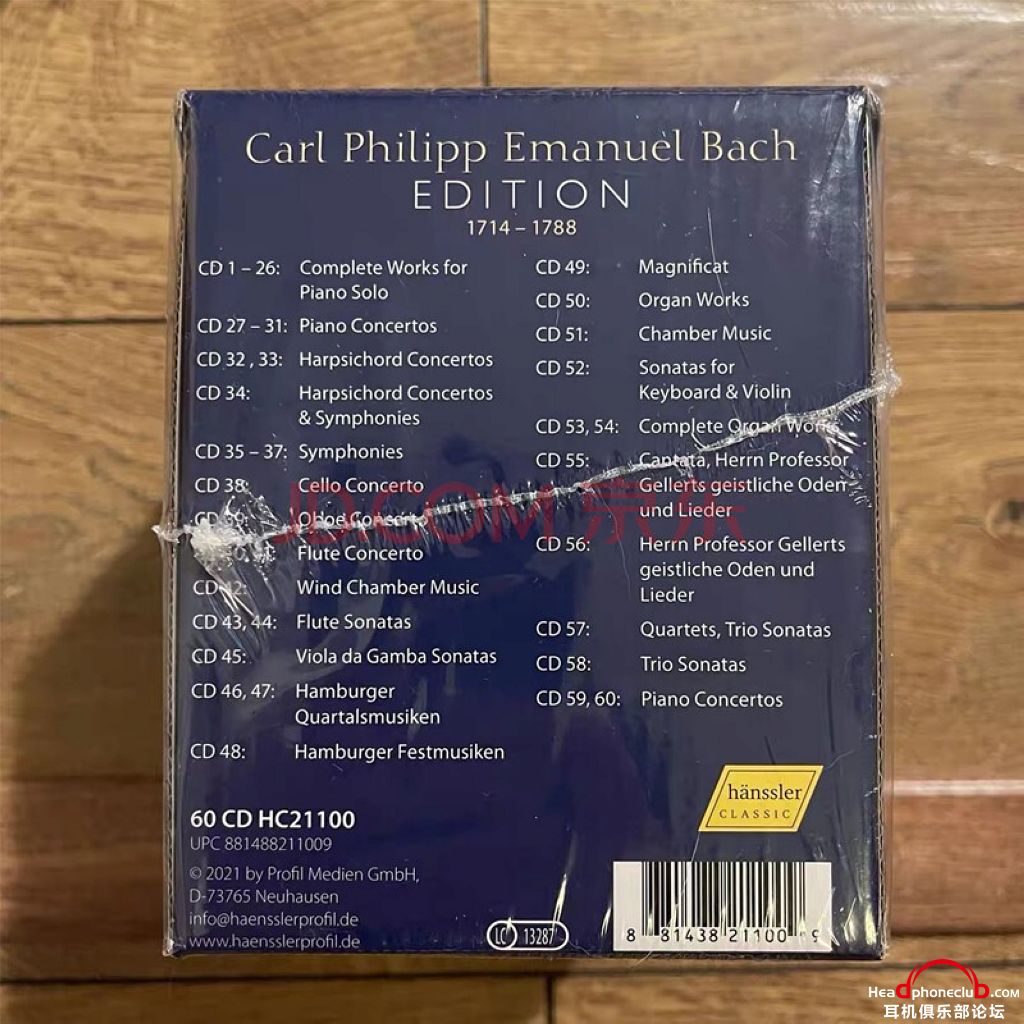 Carl Philipp Emanuel Bach
EDITION
1714 – 1788
CD 1 – 26: Complete Works for
Piano Solo
CD 27 – 31: Piano Concertos
CD 32 , 33: Harpsichord Concertos
CD 34: Harpsichord Concertos
& Symphonies
CD 35 – 37: Symphonies
CD 38: Cello Concerto
CD Oboe Concerto
Flute Concerto
CD 42: Wind Chamber Music
CD 43, 44: Flute Sonatas
CD 45: Viola da Gamba Sonatas
CD 46, 47: Hamburger
Quartalsmusiken
CD 48: Hamburger Festmusiken
CD 49: Magnificat
CD 50: Organ Works
CD 51: Chamber Music
CD 52: Sonatas for
Keyboard & Violin
CD 53, 54: Complete Organ Works
CD 55: Cantata, Herrn Professor
Gellerts geistliche Oden
und Lieder
CD 56: Herrn Professor Gellerts
geistliche Oden und
Lieder
CD 57: Quartets, Trio Sonatas
CD 58: Trio Sonatas
CD 59, 60: Piano Concertos
JD.COM 京东
hänssler
CLASSIC
60 CD HC21100
UPC 881488211009
© 2021 by Profil Medien GmbH,
D-73765 Neuhausen
info@haensslerprofil.de
www.haensslerprofil.de
LC 13287
8 81438 21100 9
Headphoneclub.com
耳机俱乐部论坛